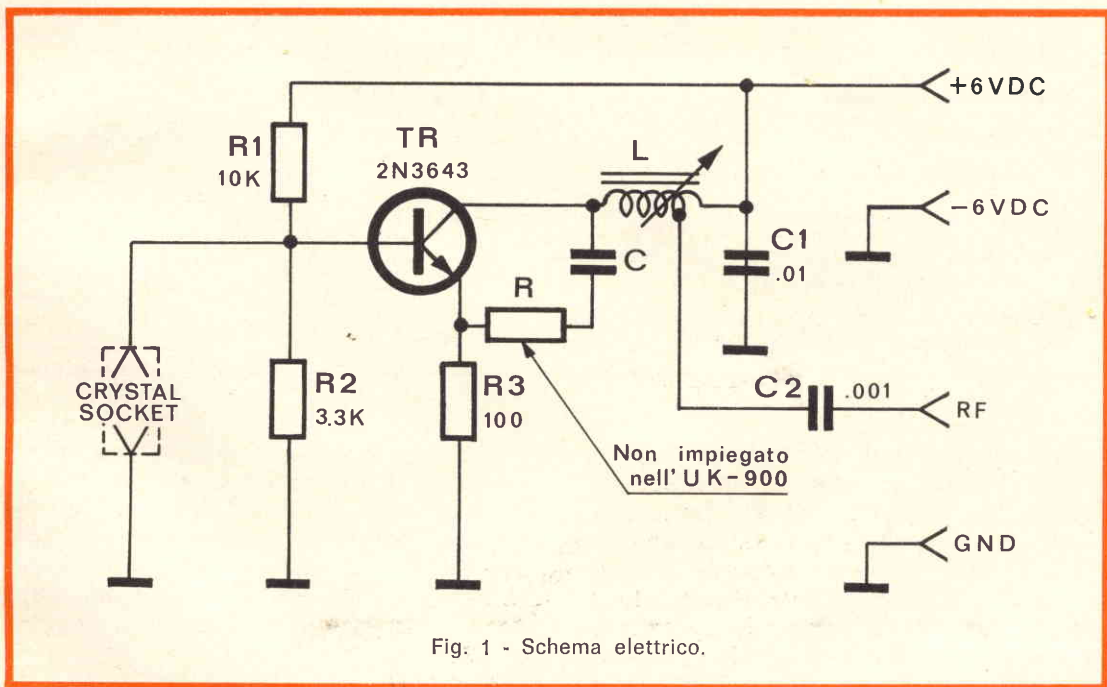 +6VDC
TR
2N3643
R1
10K
L
-6VDC
C1
.01
C
R
CRYSTAL
SOCKET
R2
3.3K
R3
100
C2
.001
RF
Non impiegato
nell'UK-900
GND
Fig. 1 - Schema elettrico.